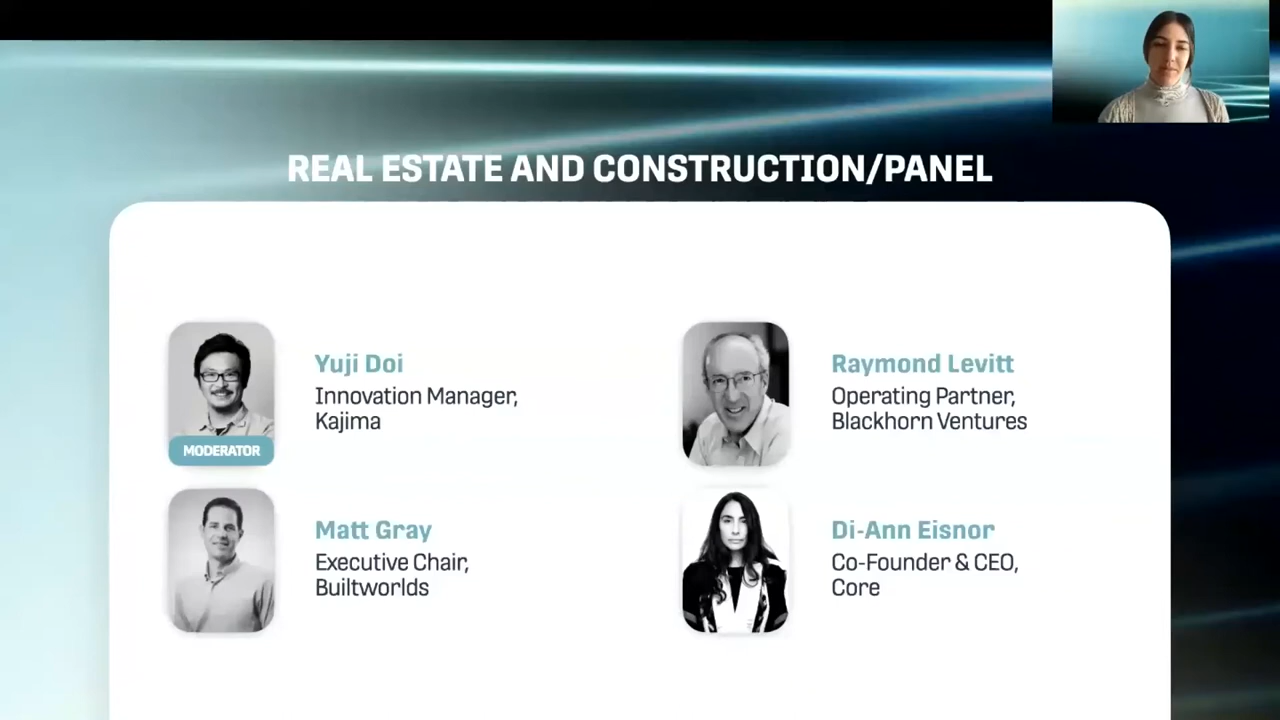 REAL ESTATE AND CONSTRUCTION/PANEL
Yuji Doi
Innovation Manager,
Kajima
MODERATOR
Raymond Levitt
Operating Partner,
Blackhorn Ventures
Matt Gray
Executive Chair,
Builtworlds
Di-Ann Eisnor
Co-Founder & CEO,
Core